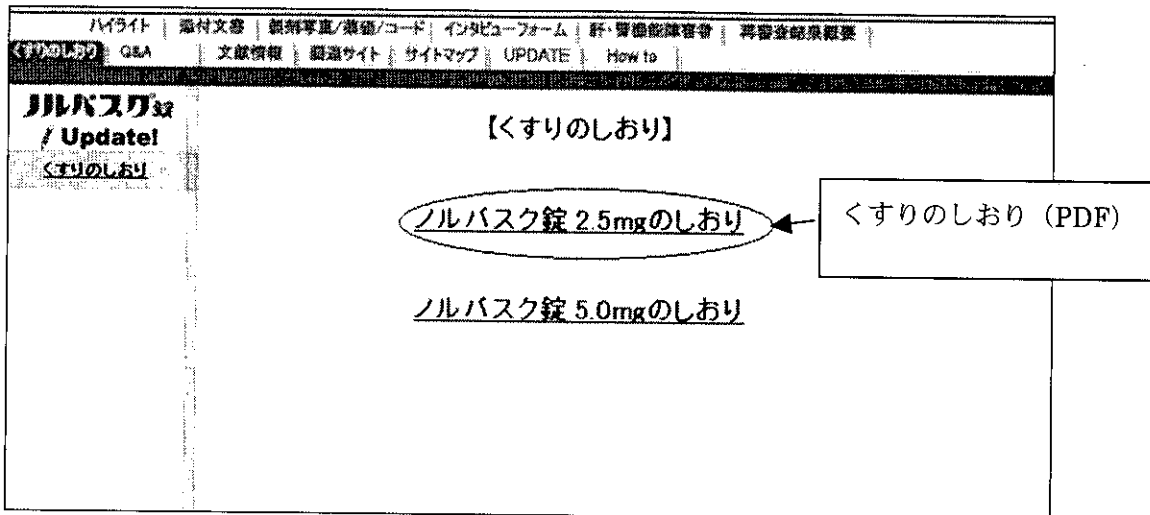 ハイライト | 添付文書 | 製剤写真/薬価/コード | インタビューフォーム | 肝・腎機能障害者 | 再審査結果概要
くすりのしおり | Q&A | 文献情報 | 関連サイト | サイトマップ | UPDATE | How to
ノルバスク錠
/ Update!
くすりのしおり
【くすりのしおり】
ノルバスク錠 2.5mgのしおり
くすりのしおり（PDF）
ノルバスク錠 5.0mgのしおり